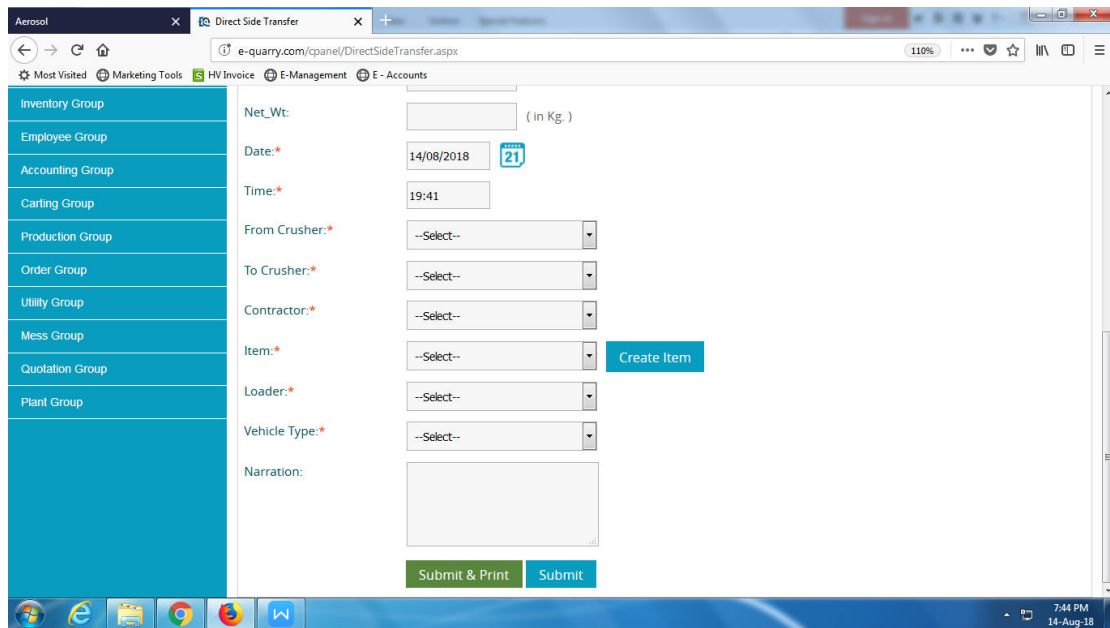 Aerosol
Direct Side Transfer
e-quarry.com/cpanel/DirectSideTransfer.aspx
110%
Most Visited Marketing Tools HV Invoice E-Management E - Accounts
Inventory Group
Employee Group
Accounting Group
Carting Group
Production Group
Order Group
Utility Group
Mess Group
Quotation Group
Plant Group
Net_Wt: ( in Kg. )
Date:* 14/08/2018 21
Time:* 19:41
From Crusher:* --Select--
To Crusher:* --Select--
Contractor:* --Select--
Item:* --Select-- Create Item
Loader:* --Select--
Vehicle Type:* --Select--
Narration:
Submit & Print Submit
7:44 PM
14-Aug-18